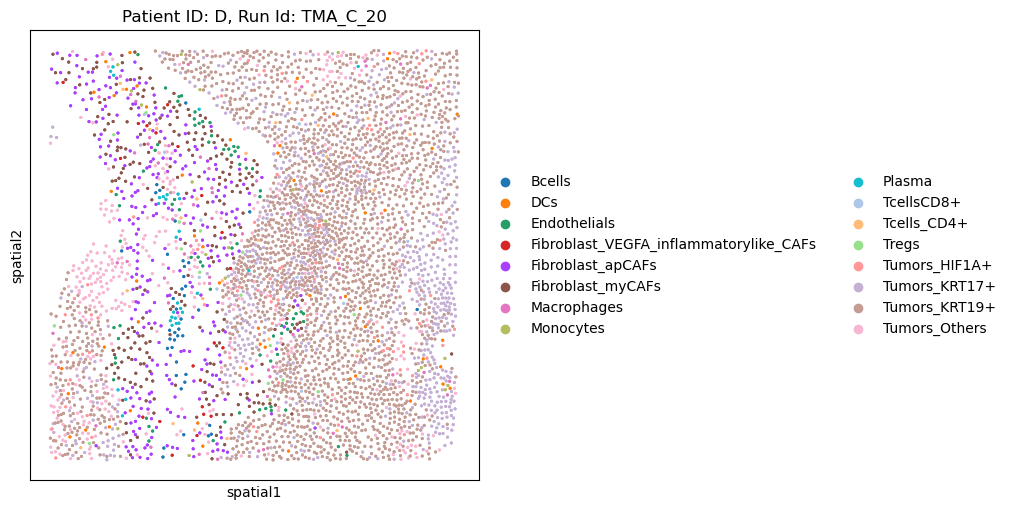 Patient ID: D, Run Id: TMA_C_20
spatial2
spatial1
Bcells
DCs
Endothelials
Fibroblast_VEGFA_inflammatorylike_CAFs
Fibroblast_apCAFs
Fibroblast_myCAFs
Macrophages
Monocytes
Plasma
TcellsCD8+
Tcells_CD4+
Tregs
Tumors_HIF1A+
Tumors_KRT17+
Tumors_KRT19+
Tumors_Others